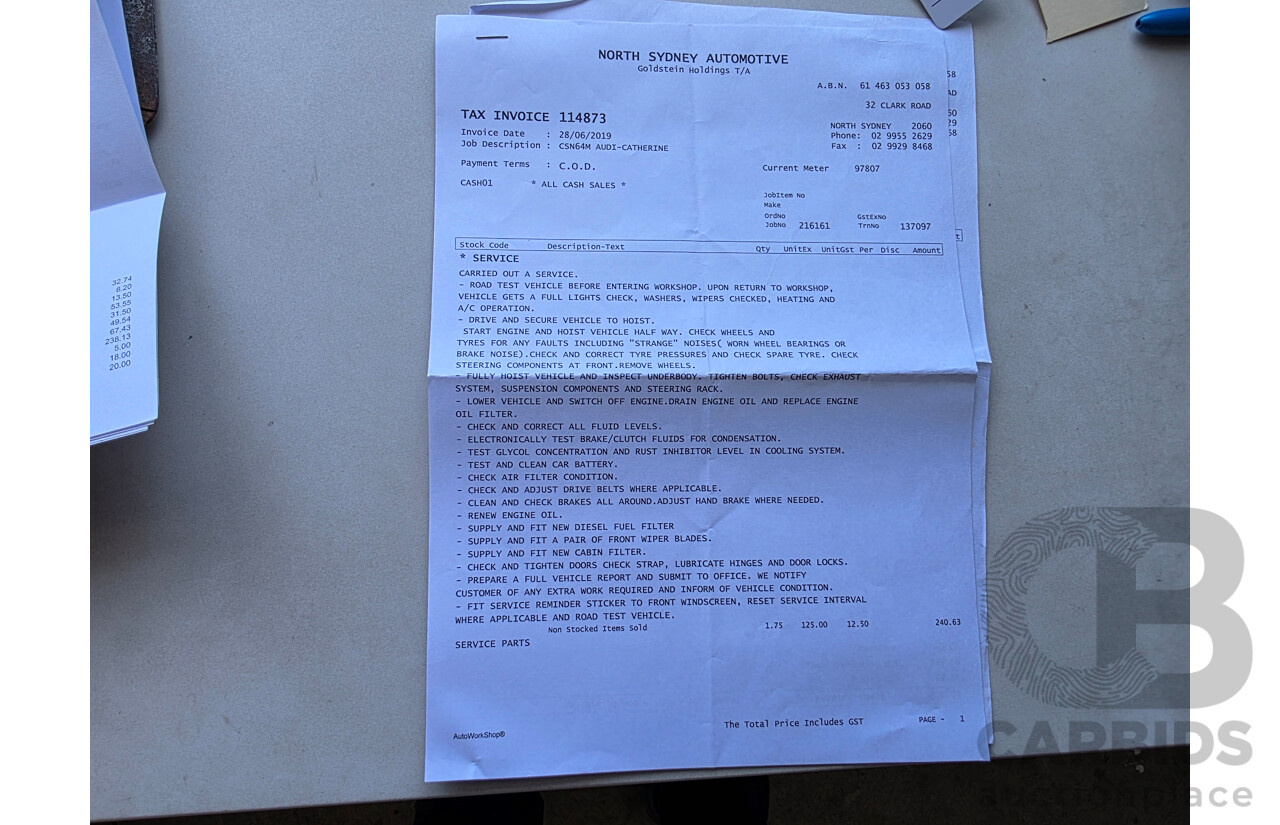 NORTH SYDNEY AUTOMOTIVE
Goldstein Holdings T/A
A.B.N. 61 463 053 058
32 CLARK ROAD
TAX INVOICE 114873
NORTH SYDNEY 2060
Invoice Date : 28/06/2019
Phone: 02 9955 2629
Job Description : CSN64M AUDI-CATHERINE
Fax : 02 9929 8468
Payment Terms : C.O.D.
Current Meter 97807
CASH01 * ALL CASH SALES *
JobItem No
Make
OrdNo GstExNo
JobNo 216161 TrnNo 137097
Stock Code Description-Text Qty UnitEx UnitGst Per Disc Amount
* SERVICE
CARRIED OUT A SERVICE.
- ROAD TEST VEHICLE BEFORE ENTERING WORKSHOP. UPON RETURN TO WORKSHOP,
VEHICLE GETS A FULL LIGHTS CHECK, WASHERS, WIPERS CHECKED, HEATING AND
A/C OPERATION.
- DRIVE AND SECURE VEHICLE TO HOIST.
START ENGINE AND HOIST VEHICLE HALF WAY. CHECK WHEELS AND
TYRES FOR ANY FAULTS INCLUDING "STRANGE" NOISES( WORN WHEEL BEARINGS OR
BRAKE NOISE).CHECK AND CORRECT TYRE PRESSURES AND CHECK SPARE TYRE. CHECK
STEERING COMPONENTS AT FRONT.REMOVE WHEELS.
- FULLY HOIST VEHICLE AND INSPECT UNDERBODY. TIGHTEN BOLTS, CHECK EXHAUST
SYSTEM, SUSPENSION COMPONENTS AND STEERING RACK.
- LOWER VEHICLE AND SWITCH OFF ENGINE.DRAIN ENGINE OIL AND REPLACE ENGINE
OIL FILTER.
- CHECK AND CORRECT ALL FLUID LEVELS.
- ELECTRONICALLY TEST BRAKE/CLUTCH FLUIDS FOR CONDENSATION.
- TEST GLYCOL CONCENTRATION AND RUST INHIBITOR LEVEL IN COOLING SYSTEM.
- TEST AND CLEAN CAR BATTERY.
- CHECK AIR FILTER CONDITION.
- CHECK AND ADJUST DRIVE BELTS WHERE APPLICABLE.
- CLEAN AND CHECK BRAKES ALL AROUND.ADJUST HAND BRAKE WHERE NEEDED.
- RENEW ENGINE OIL.
- SUPPLY AND FIT NEW DIESEL FUEL FILTER
- SUPPLY AND FIT A PAIR OF FRONT WIPER BLADES.
- SUPPLY AND FIT NEW CABIN FILTER.
- CHECK AND TIGHTEN DOORS CHECK STRAP, LUBRICATE HINGES AND DOOR LOCKS.
- PREPARE A FULL VEHICLE REPORT AND SUBMIT TO OFFICE. WE NOTIFY
CUSTOMER OF ANY EXTRA WORK REQUIRED AND INFORM OF VEHICLE CONDITION.
- FIT SERVICE REMINDER STICKER TO FRONT WINDSCREEN, RESET SERVICE INTERVAL
WHERE APPLICABLE AND ROAD TEST VEHICLE.
Non Stocked Items Sold 1.75 125.00 12.50 240.63
SERVICE PARTS
The Total Price Includes GST PAGE - 1
AutoWorkShop®
32.74
8.20
13.50
53.55
31.50
49.54
67.43
238.13
5.00
18.00
20.00
58
AD
60
29
58
CB
CARBIDS
auctionplace